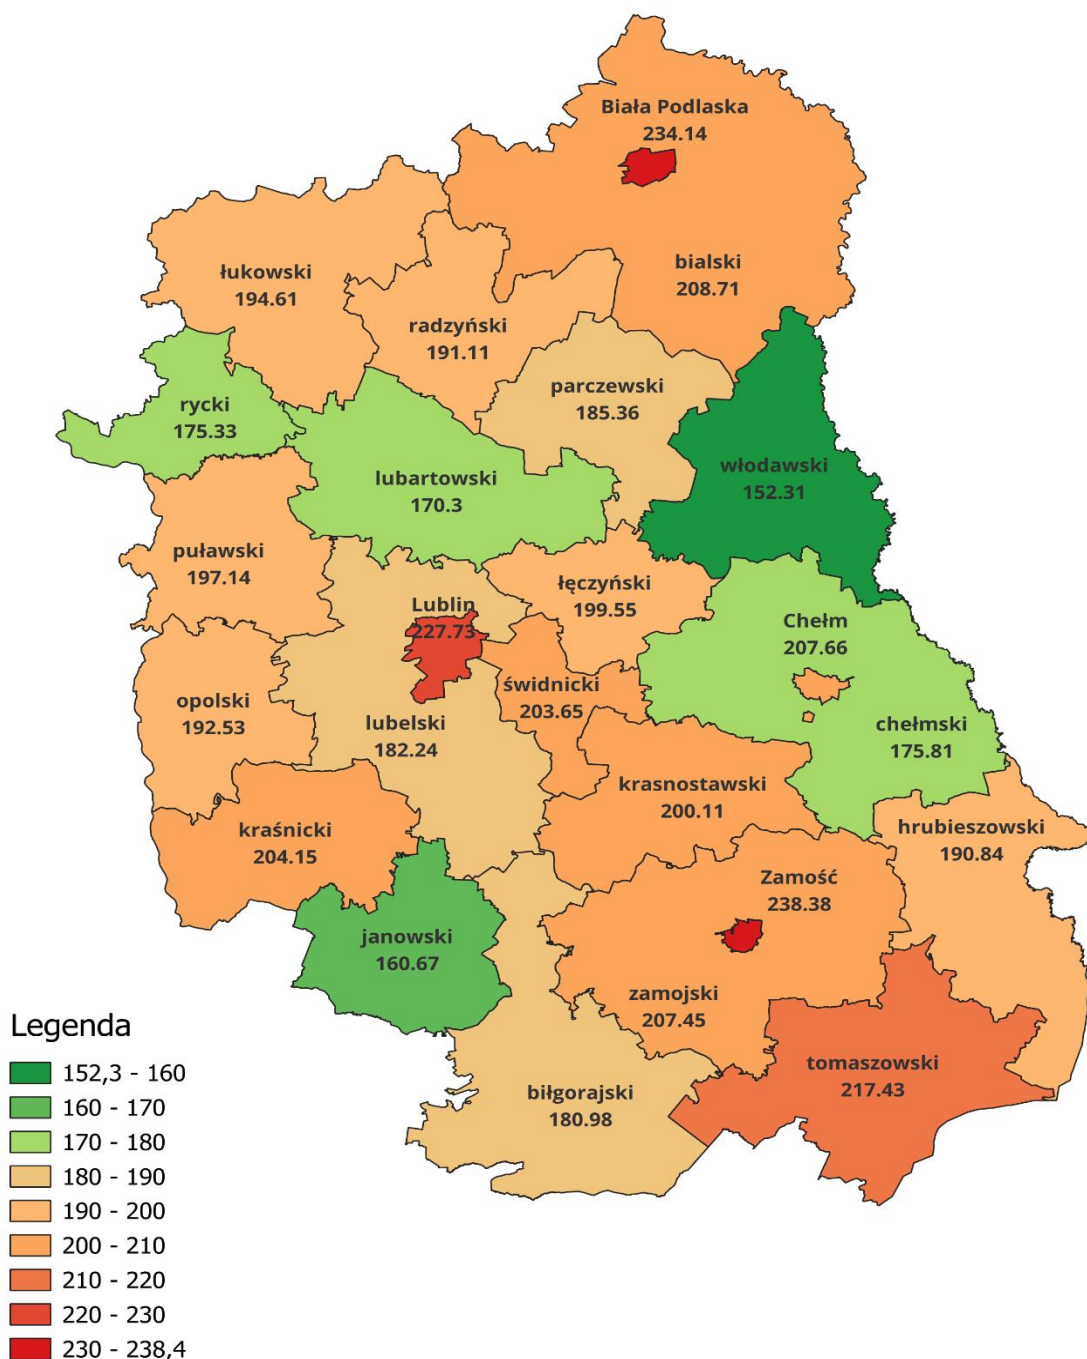 Biała Podlaska
234.14
bialski
208.71
łukowski
194.61
radzyński
191.11
parczewski
185.36
rycki
175.33
włodawski
152.31
lubartowski
170.3
puławski
197.14
łęczyński
199.55
Lublin
227.73
Chełm
207.66
świdnicki
203.65
opolski
192.53
lubelski
182.24
chełmski
175.81
krasnostawski
200.11
kraśnicki
204.15
hrubieszowski
190.84
Zamość
238.38
janowski
160.67
zamojski
207.45
tomaszowski
217.43
biłgorajski
180.98
Legenda
152,3 - 160
160 - 170
170 - 180
180 - 190
190 - 200
200 - 210
210 - 220
220 - 230
230 - 238,4